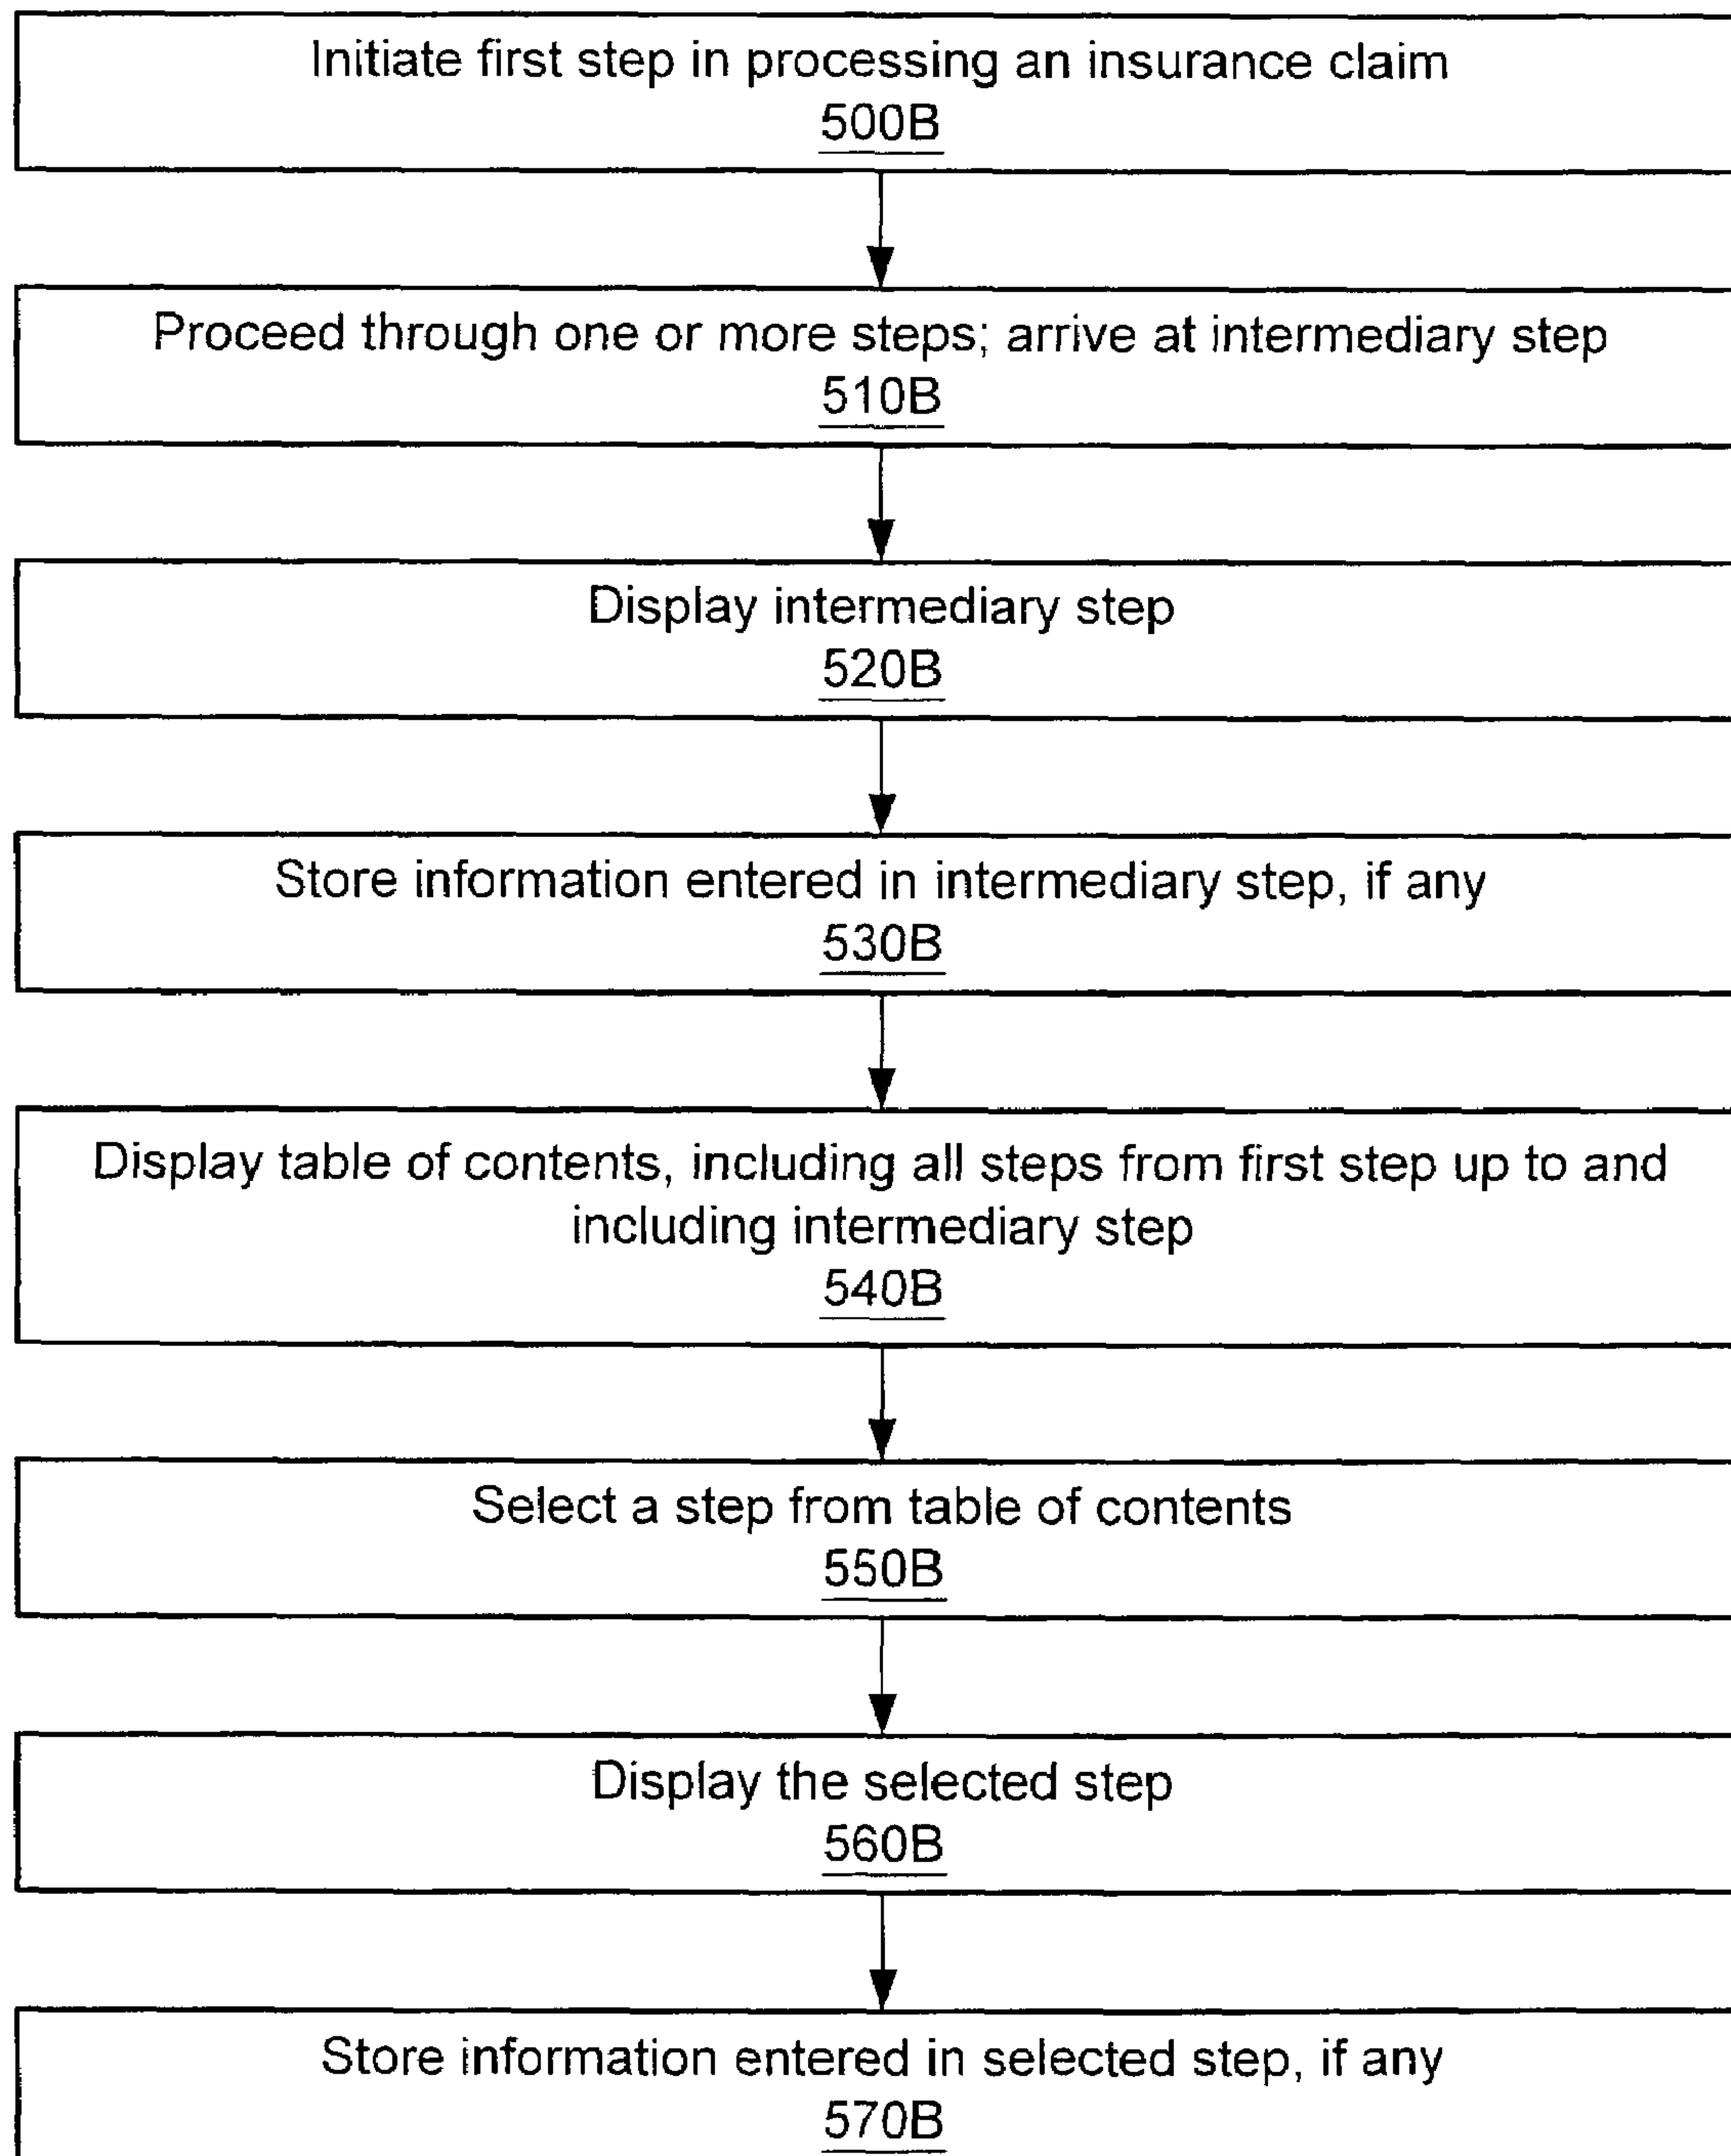 Initiate first step in processing an insurance claim
500B
Proceed through one or more steps; arrive at intermediary step
510B
Display intermediary step
520B
Store information entered in intermediary step, if any
530B
Display table of contents, including all steps from first step up to and
including intermediary step
540B
Select a step from table of contents
550B
Display the selected step
560B
Store information entered in selected step, if any
570B